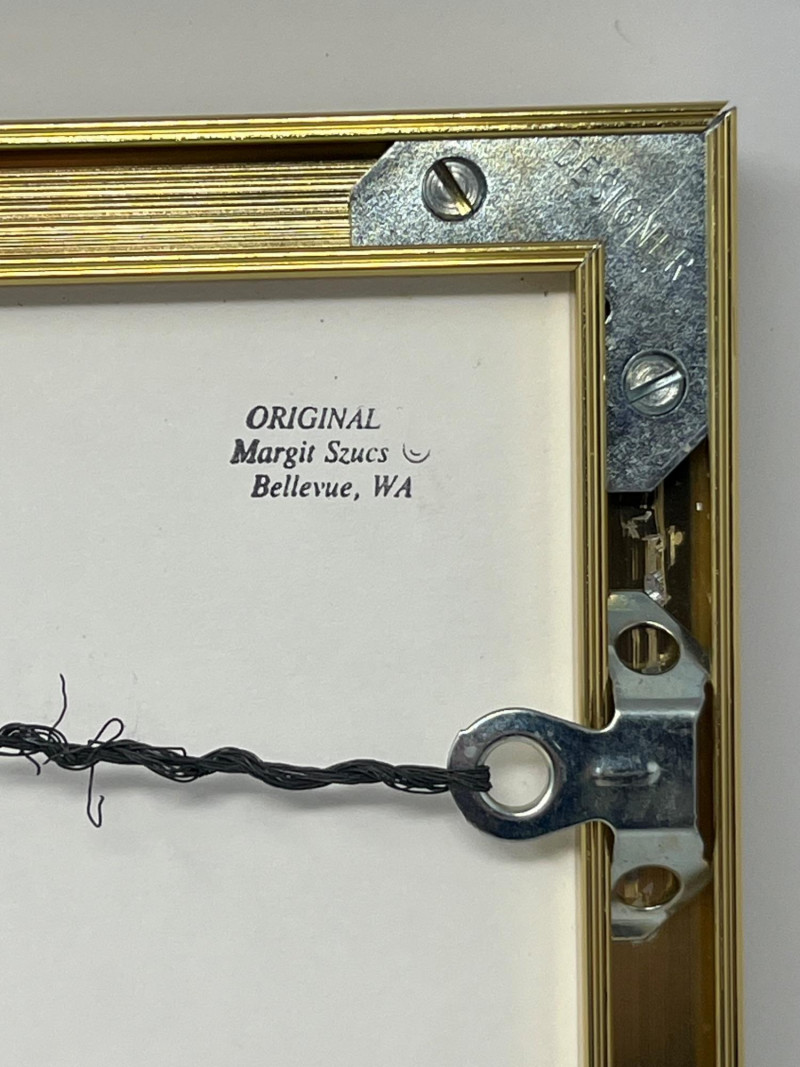 DESIGNER
ORIGINAL
Margit Szucs ©
Bellevue, WA